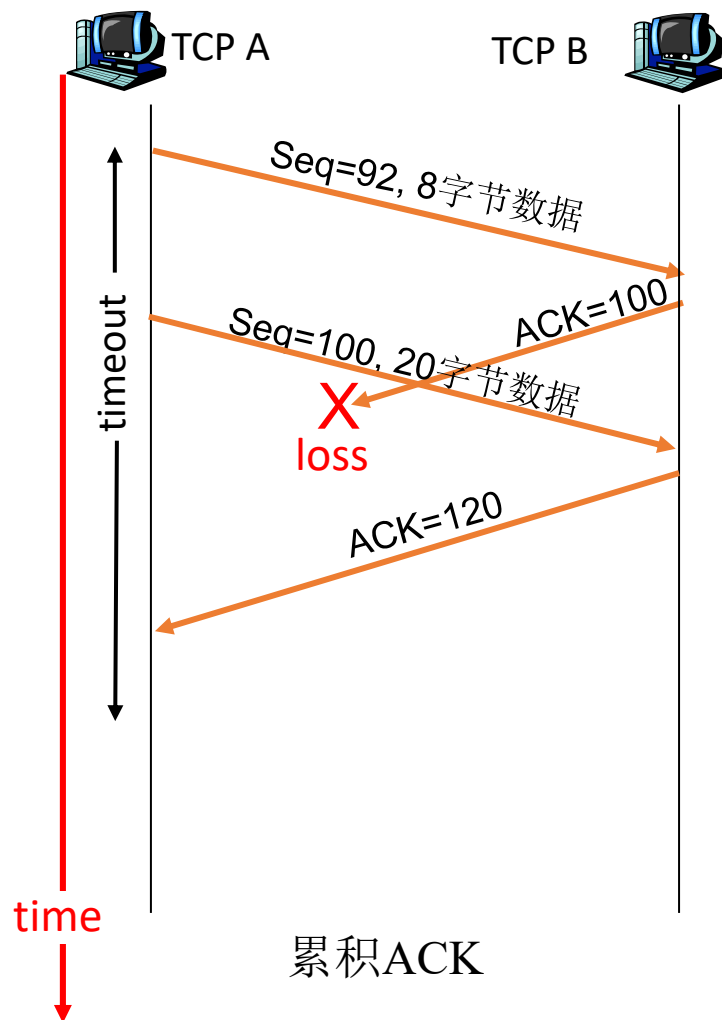 TCP A
TCP B
Seq=92, 8字节数据
ACK=100
Seq=100, 20字节数据
timeout
X
loss
ACK=120
time
累积ACK